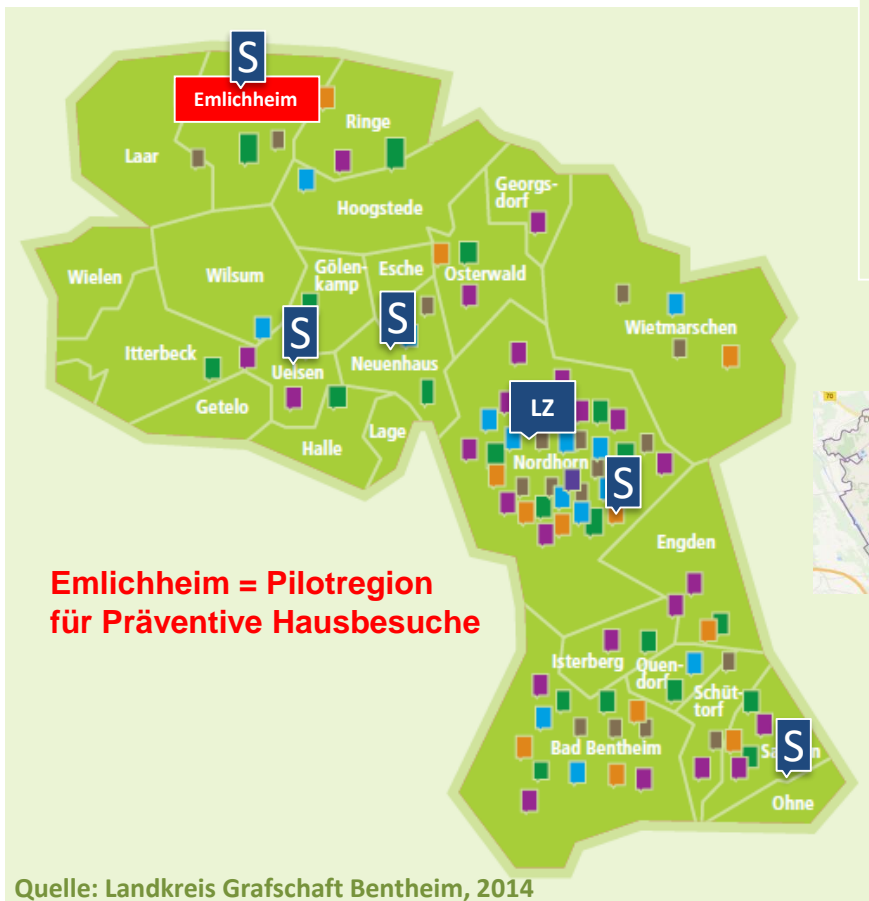 S
Emlichheim
Ringe
Laar
Georgs-
dorf
Hoogstede
Wielen
Wilsum
Gölen-
kamp
Esche
Osterwald
Wietmarschen
S
S
Itterbeck
Uelsen
Neuenhaus
Getelo
Halle
Lage
LZ
Nordhorn
S
Engden
Emlichheim = Pilotregion
für Präventive Hausbesuche
Isterberg
Quen-
dorf
Schüt-
torf
Bad Bentheim
S
Ohne
Quelle: Landkreis Grafschaft Bentheim, 2014
70